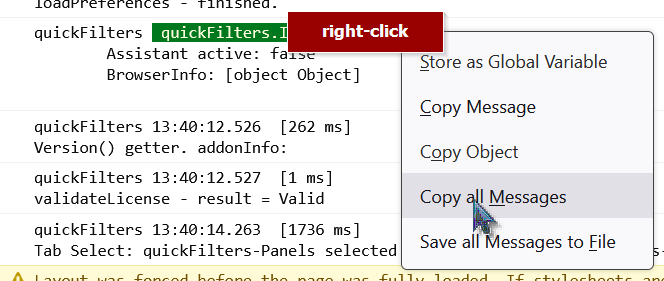 loadPreferences - finished.
quickFilters quickFilters.I
right-click
Assistant active: false
BrowserInfo: [object Object]
quickFilters 13:40:12.526 [262 ms]
Version() getter. addonInfo:
quickFilters 13:40:12.527 [1 ms]
validateLicense - result = Valid
quickFilters 13:40:14.263 [1736 ms]
Tab Select: quickFilters-Panels selected
Layout was forced before the page was fully loaded. If stylesheets
Store as Global Variable
Copy Message
Copy Object
Copy all Messages
Save all Messages to File